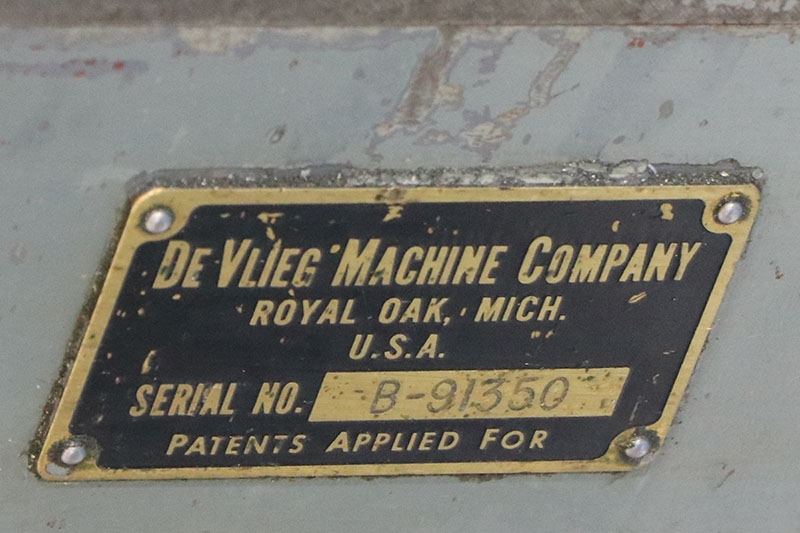 DE VLIEG MACHINE COMPANY
ROYAL OAK, MICH.
U.S.A.
SERIAL NO. B-91350
PATENTS APPLIED FOR